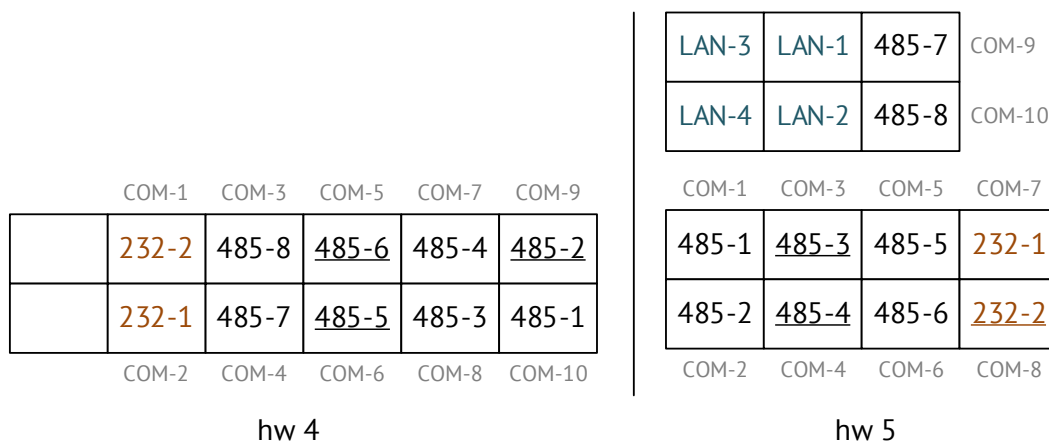 LAN-3 LAN-1 485-7 COM-9
LAN-4 LAN-2 485-8 COM-10
COM-1 COM-3 COM-5 COM-7 COM-9
232-2 485-8 485-6 485-4 485-2
232-1 485-7 485-5 485-3 485-1
COM-2 COM-4 COM-6 COM-8 COM-10
hw 4
COM-1 COM-3 COM-5 COM-7
485-1 485-3 485-5 232-1
485-2 485-4 485-6 232-2
COM-2 COM-4 COM-6 COM-8
hw 5